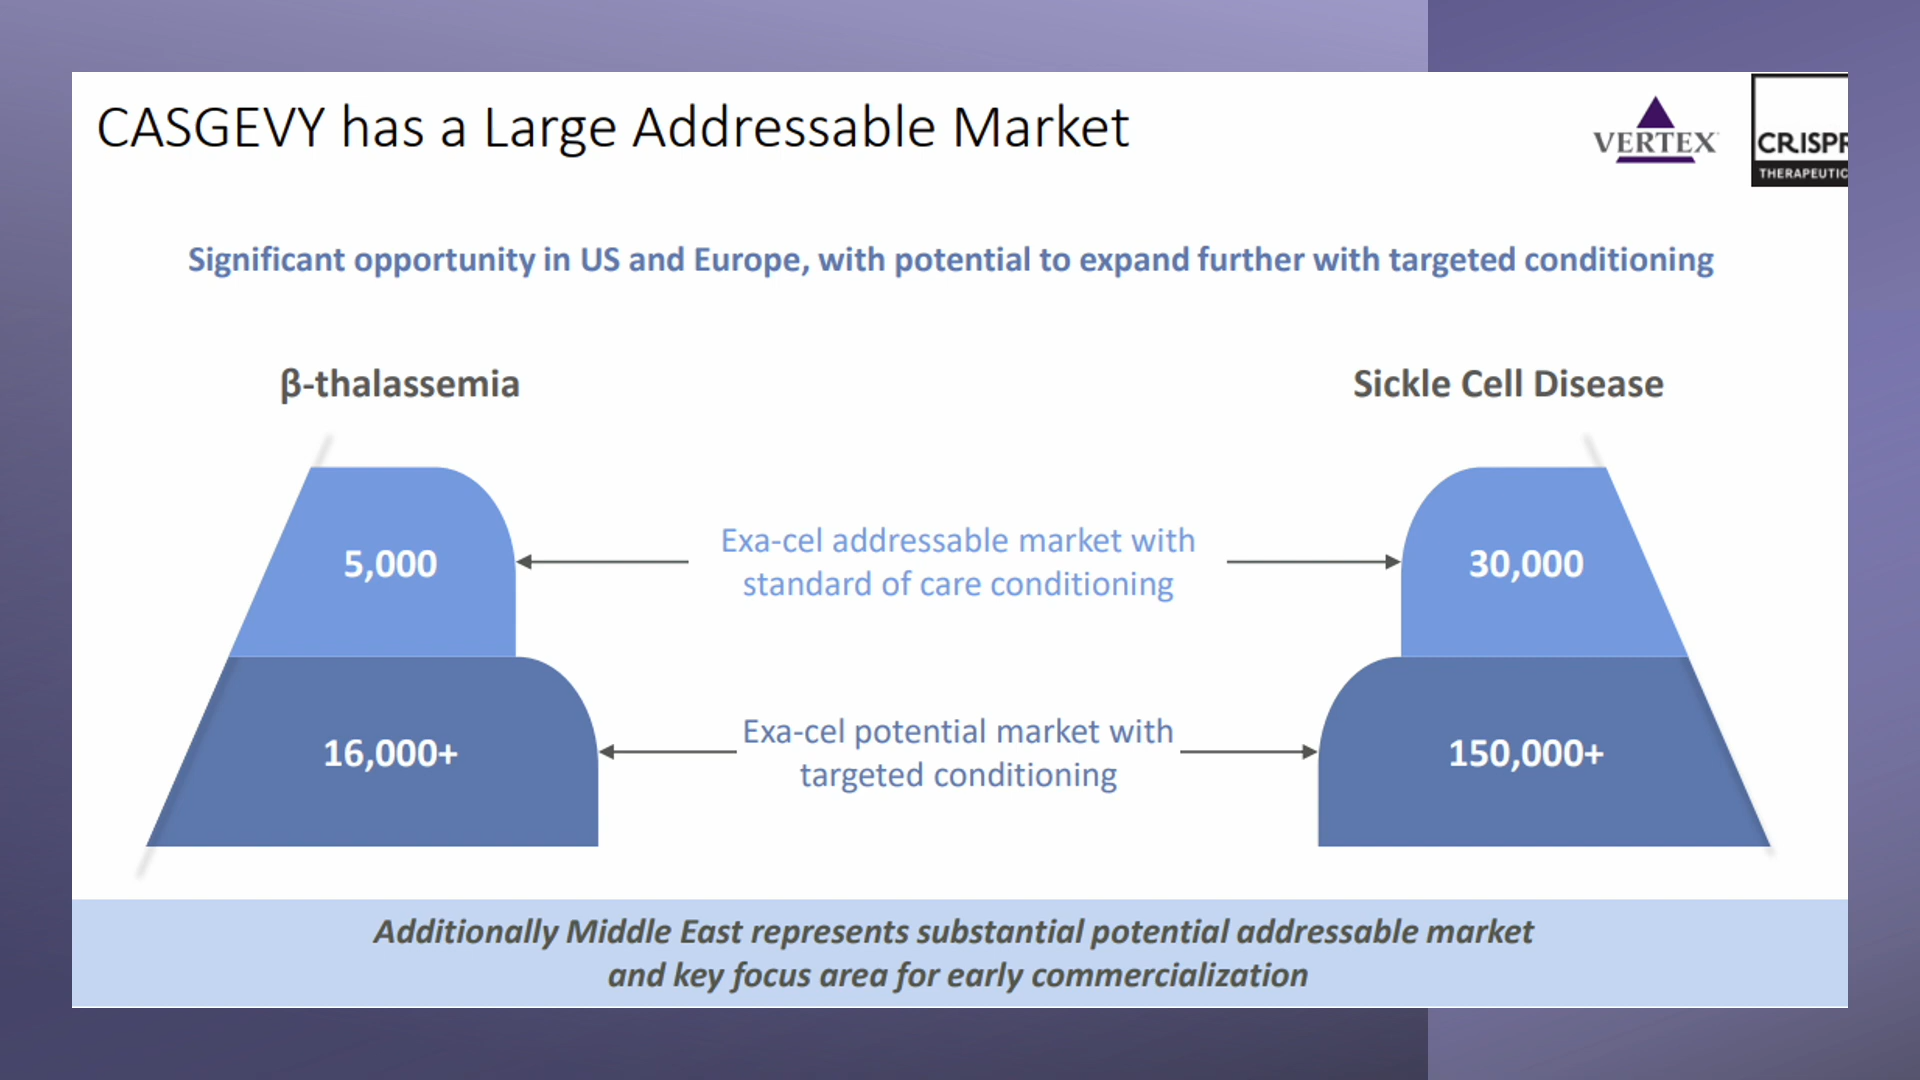 CASGEVY has a Large Addressable Market
VERTEX
CRISPR
THERAPEUTIC
Significant opportunity in US and Europe, with potential to expand further with targeted conditioning
β-thalassemia
Sickle Cell Disease
5,000
Exa-cel addressable market with
standard of care conditioning
30,000
16,000+
Exa-cel potential market with
targeted conditioning
150,000+
Additionally Middle East represents substantial potential addressable market
and key focus area for early commercialization